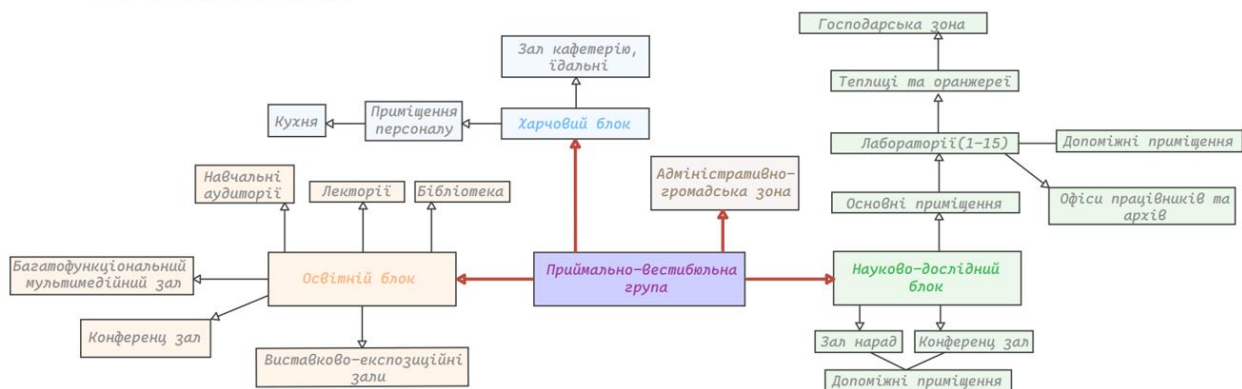 Господарська зона
Зал кафетерію,
їдальні
Теплиці та оранжереї
Кухня
Приміщення
персоналу
Харчовий блок
Лабораторії(1-15)
Допоміжні приміщення
Навчальні
аудиторії
Лекторії
Бібліотека
Адміністративно-
громадська зона
Основні приміщення
Офіси працівників та
архів
Багатофункціональний
мультимедійний зал
Освітній блок
Приймально-вестибюльна
група
Науково-дослідний
блок
Конференц зал
Виставково-експозиційні
зали
Зал нарад
Конференц зал
Допоміжні приміщення